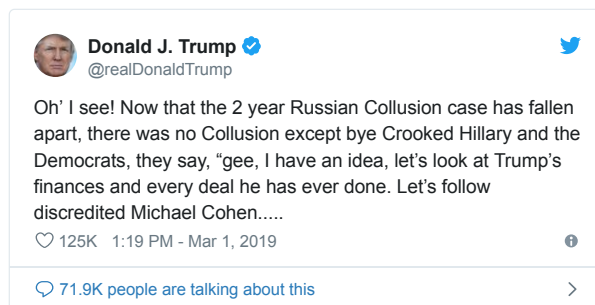 Donald J. Trump
@realDonaldTrump
Oh’ I see! Now that the 2 year Russian Collusion case has fallen
apart, there was no Collusion except bye Crooked Hillary and the
Democrats, they say, “gee, I have an idea, let’s look at Trump’s
finances and every deal he has ever done. Let’s follow
discredited Michael Cohen.....
125K 1:19 PM - Mar 1, 2019
71.9K people are talking about this